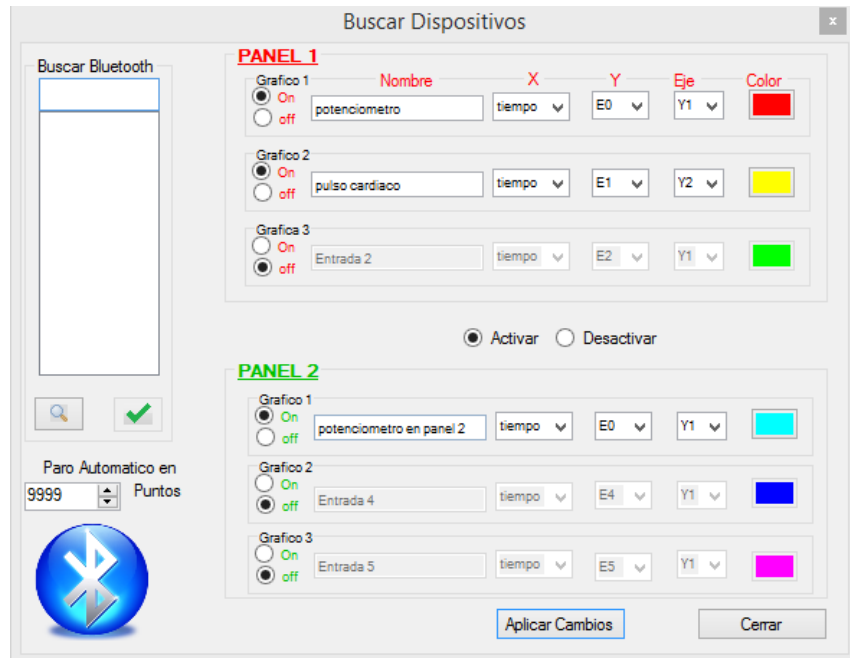 Buscar Dispositivos
x
Buscar Bluetooth
Paro Automatico en
9999 Puntos
PANEL 1
Grafico 1 Nombre X Y Eje Color
On
off
potenciometro tiempo E0 Y1
Grafico 2
On
off
pulso cardiaco tiempo E1 Y2
Grafica 3
On
off
Entrada 2 tiempo E2 Y1
Activar Desactivar
PANEL 2
Grafico 1
On
off
potenciometro en panel 2 tiempo E0 Y1
Grafico 2
On
off
Entrada 4 tiempo E4 Y1
Grafico 3
On
off
Entrada 5 tiempo E5 Y1
Aplicar Cambios Cerrar